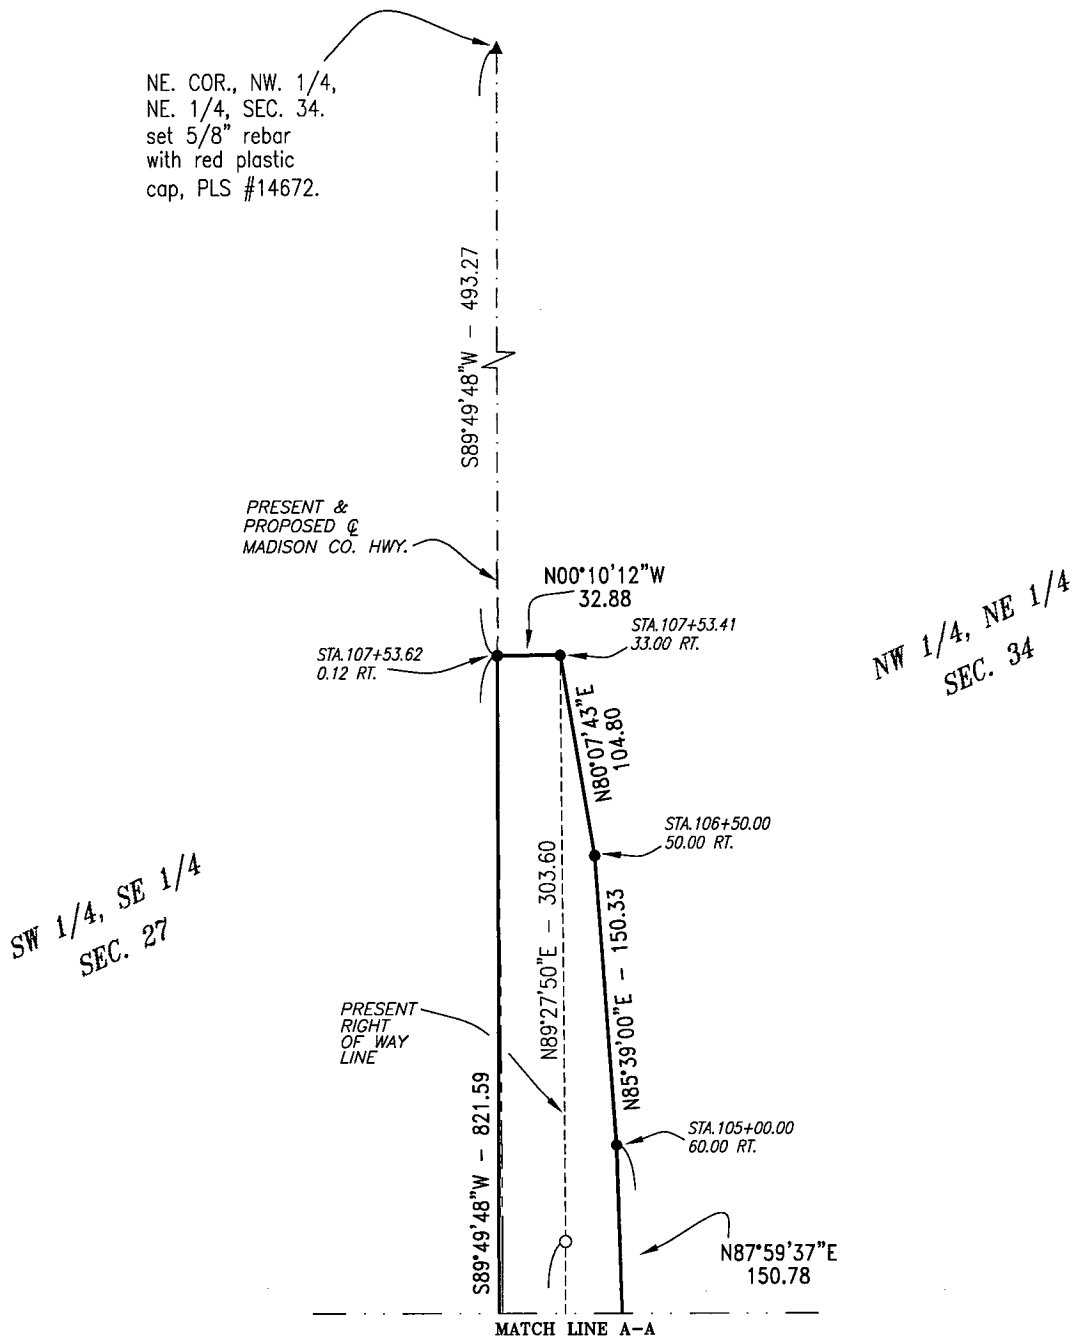 NE. COR., NW. 1/4,
NE. 1/4, SEC. 34.
set 5/8" rebar
with red plastic
cap, PLS #14672.
S89°49'48"W - 493.27
PRESENT &
PROPOSED ℄
MADISON CO. HWY.
N00°10'12"W
32.88
STA.107+53.41
33.00 RT.
STA.107+53.62
0.12 RT.
NW 1/4, NE 1/4
SEC. 34
N80°07'43"E
104.80
STA.106+50.00
50.00 RT.
SW 1/4, SE 1/4
SEC. 27
N89°27'50"E - 303.60
N85°39'00"E - 150.33
PRESENT
RIGHT
OF WAY
LINE
S89°49'48"W - 821.59
STA.105+00.00
60.00 RT.
N87°59'37"E
150.78
MATCH LINE A-A